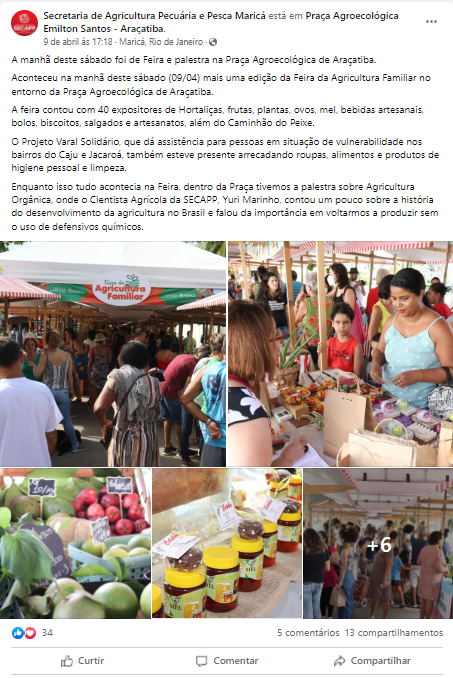 Secretaria de Agricultura Pecuária e Pesca Maricá está em Praça Agroecológica
Emilton Santos - Araçatiba.
9 de abril às 17:18 · Maricá, Rio de Janeiro ·
A manhã deste sábado foi de Feira e palestra na Praça Agroecológica de Araçatiba.
Aconteceu na manhã deste sábado (09/04) mais uma edição da Feira da Agricultura Familiar no
entorno da Praça Agroecológica de Araçatiba.
A feira contou com 40 expositores de Hortaliças, frutas, plantas, ovos, mel, bebidas artesanais,
bolos, biscoitos, salgados e artesanatos, além do Caminhão do Peixe.
O Projeto Varal Solidário, que dá assistência para pessoas em situação de vulnerabilidade nos
bairros do Caju e Jacaroá, também esteve presente arrecadando roupas, alimentos e produtos de
higiene pessoal e limpeza.
Enquanto isso tudo acontecia na Feira, dentro da Praça tivemos a palestra sobre Agricultura
Orgânica, onde o Cientista Agrícola da SECAPP, Yuri Marinho, contou um pouco sobre a história
do desenvolvimento da agricultura no Brasil e falou da importância em voltarmos a produzir sem
o uso de defensivos químicos.
Feira da
Agricultura
Familiar
MEL
MEL
+6
34
5 comentários 13 compartilhamentos
Curtir
Comentar
Compartilhar